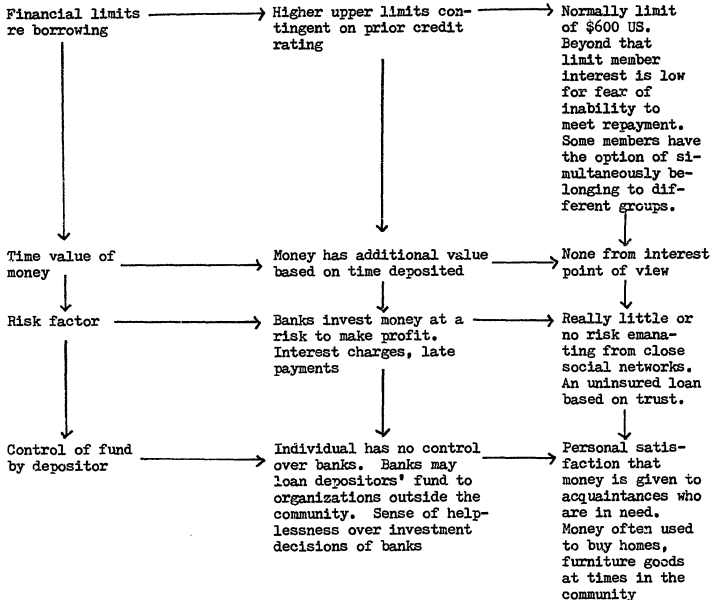 Financial limits
re borrowing
Higher upper limits con-
tingent on prior credit
rating
Normally limit
of $600 US.
Beyond that
limit member
interest is low
for fear of
inability to
meet repayment.
Some members have
the option of si-
multaneously be-
longing to dif-
ferent groups.
Time value of
money
Money has additional value
based on time deposited
None from interest
point of view
Risk factor
Banks invest money at a
risk to make profit.
Interest charges, late
payments
Really little or
no risk emana-
ting from close
social networks.
An uninsured loan
based on trust.
Control of fund
by depositor
Individual has no control
over banks. Banks may
loan depositors' fund to
organizations outside the
community. Sense of help-
lessness over investment
decisions of banks
Personal satis-
faction that
money is given to
acquaintances who
are in need.
Money often used
to buy homes,
furniture goods
at times in the
community